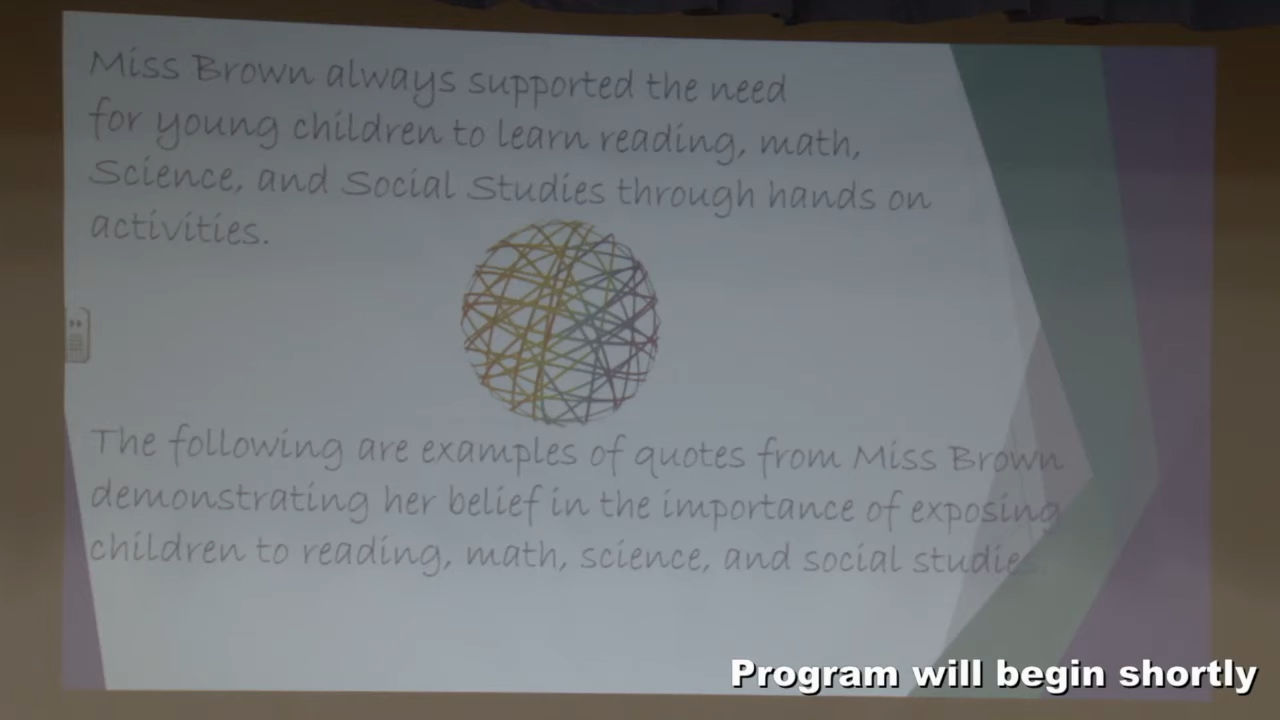 Miss Brown always supported the need
for young children to learn reading, math,
Science, and Social Studies through hands on
activities.
The following are examples of quotes from Miss Brown
demonstrating her belief in the importance of exposing
children to reading, math, science, and social studies
Program will begin shortly